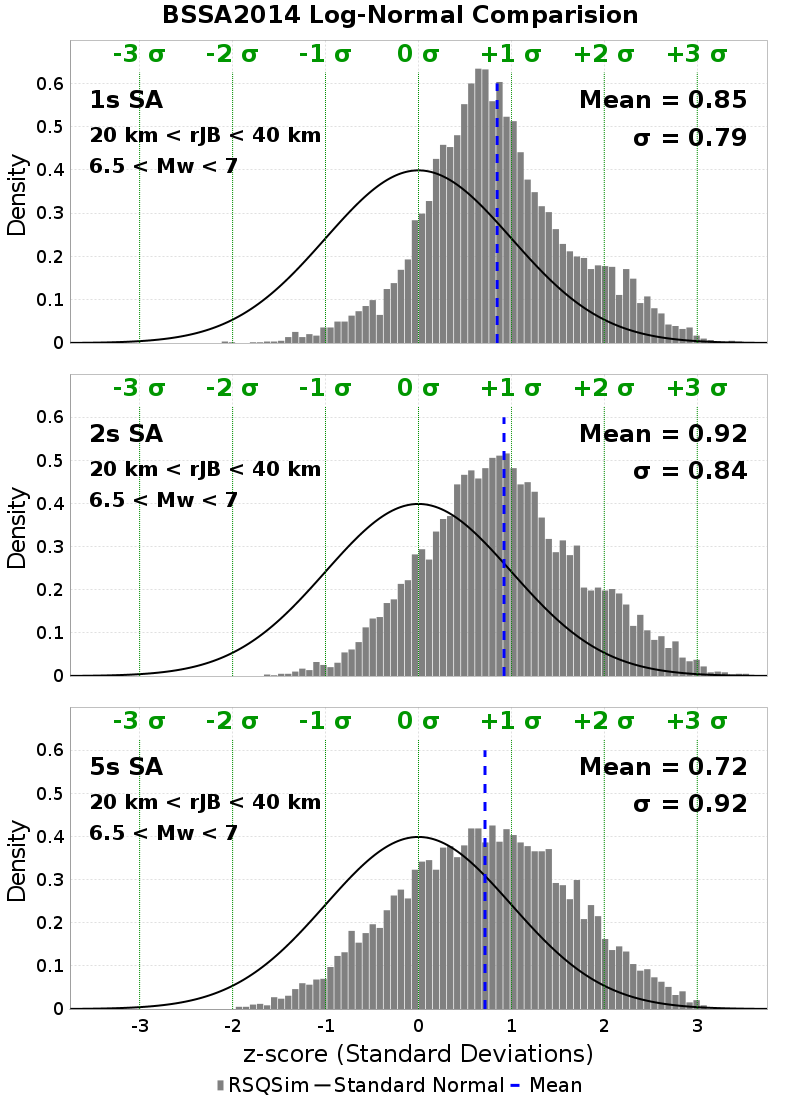 BSSA2014 Log-Normal Comparision
-3 σ -2 σ -1 σ 0 σ +1 σ +2 σ +3 σ
1s SA
Mean = 0.85
20 km < rJB < 40 km
σ = 0.79
6.5 < Mw < 7
Density
0.6
0.5
0.4
0.3
0.2
0.1
0
-3 σ -2 σ -1 σ 0 σ +1 σ +2 σ +3 σ
2s SA
Mean = 0.92
20 km < rJB < 40 km
σ = 0.84
6.5 < Mw < 7
Density
0.6
0.5
0.4
0.3
0.2
0.1
0
-3 σ -2 σ -1 σ 0 σ +1 σ +2 σ +3 σ
5s SA
Mean = 0.72
20 km < rJB < 40 km
σ = 0.92
6.5 < Mw < 7
Density
0.6
0.5
0.4
0.3
0.2
0.1
0
-3 -2 -1 0 1 2 3
z-score (Standard Deviations)
RSQSim Standard Normal Mean